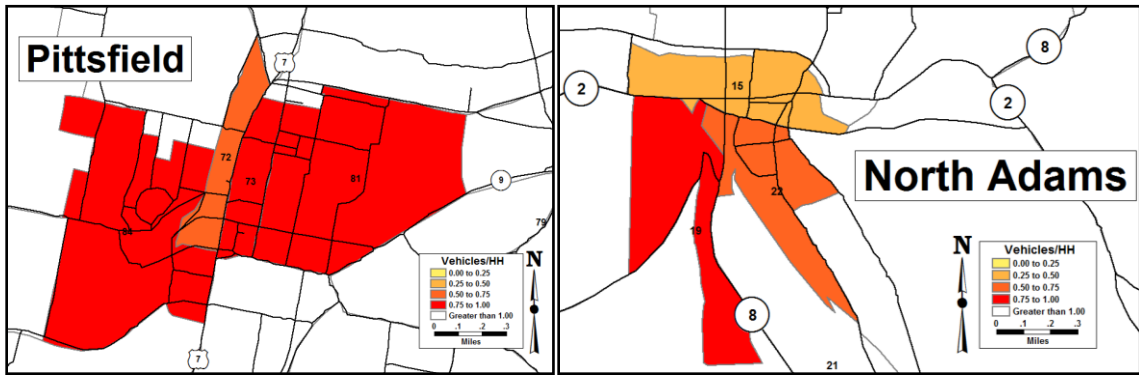 Pittsfield
7
72
73
81
84
9
79
7
Vehicles/HH
0.00 to 0.25
0.25 to 0.50
0.50 to 0.75
0.75 to 1.00
Greater than 1.00
0 .1 .2 .3
Miles
N
8
2
15
2
North Adams
22
19
8
21
Vehicles/HH
0.00 to 0.25
0.25 to 0.50
0.50 to 0.75
0.75 to 1.00
Greater than 1.00
0 .1 .2 .3
Miles
N